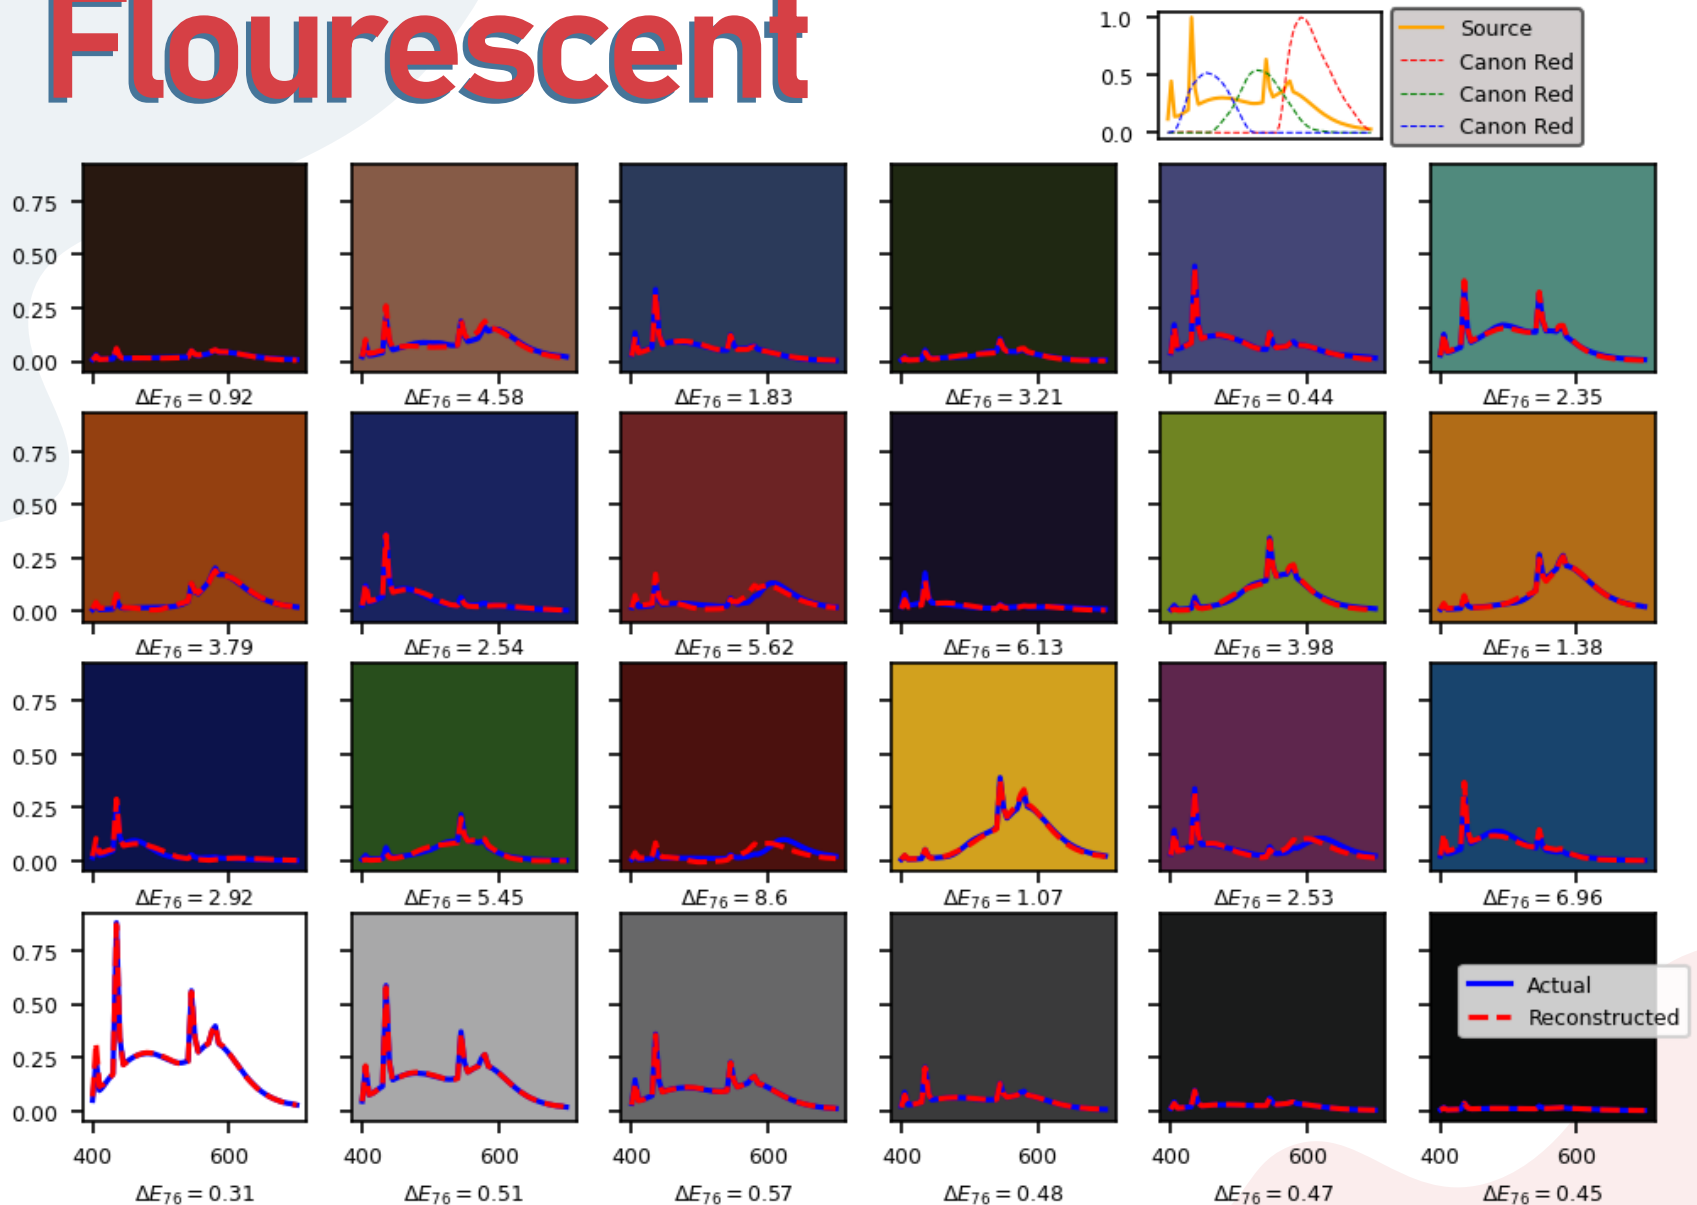 Flourescent
1.0
0.5
0.0
Source
Canon Red
Canon Red
Canon Red
0.75
0.50
0.25
0.00
ΔE₇₆ = 0.92 ΔE₇₆ = 4.58 ΔE₇₆ = 1.83 ΔE₇₆ = 3.21 ΔE₇₆ = 0.44 ΔE₇₆ = 2.35
0.75
0.50
0.25
0.00
ΔE₇₆ = 3.79 ΔE₇₆ = 2.54 ΔE₇₆ = 5.62 ΔE₇₆ = 6.13 ΔE₇₆ = 3.98 ΔE₇₆ = 1.38
0.75
0.50
0.25
0.00
ΔE₇₆ = 2.92 ΔE₇₆ = 5.45 ΔE₇₆ = 8.6 ΔE₇₆ = 1.07 ΔE₇₆ = 2.53 ΔE₇₆ = 6.96
0.75
0.50
0.25
0.00
Actual
Reconstructed
400 600 400 600 400 600 400 600 400 600 400 600
ΔE₇₆ = 0.31 ΔE₇₆ = 0.51 ΔE₇₆ = 0.57 ΔE₇₆ = 0.48 ΔE₇₆ = 0.47 ΔE₇₆ = 0.45